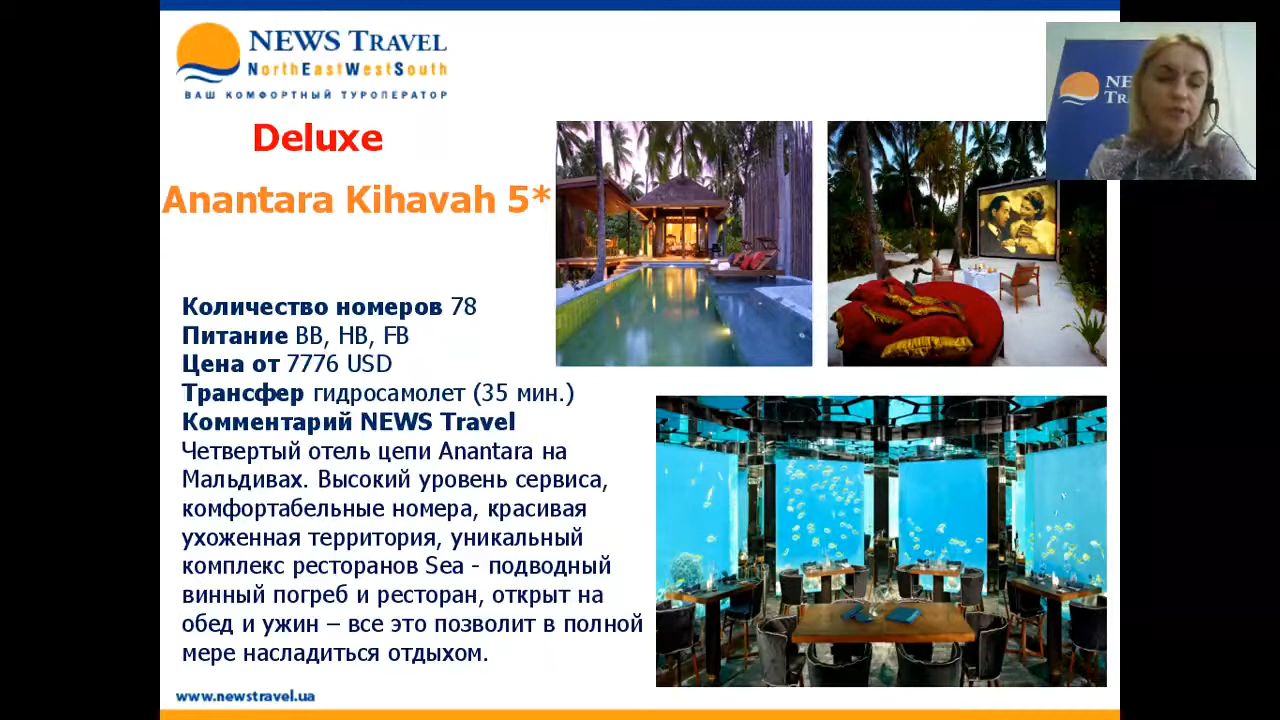 NEWS TRAVEL
NorthEastWestSouth
ВАШ КОМФОРТНЫЙ ТУРОПЕРАТОР
NE
TR
Deluxe
Anantara Kihavah 5*
Количество номеров 78
Питание BB, HB, FB
Цена от 7776 USD
Трансфер гидросамолет (35 мин.)
Комментарий NEWS Travel
Четвертый отель цепи Anantara на
Мальдивах. Высокий уровень сервиса,
комфортабельные номера, красивая
ухоженная территория, уникальный
комплекс ресторанов Sea - подводный
винный погреб и ресторан, открыт на
обед и ужин – все это позволит в полной
мере насладиться отдыхом.
www.newstravel.ua